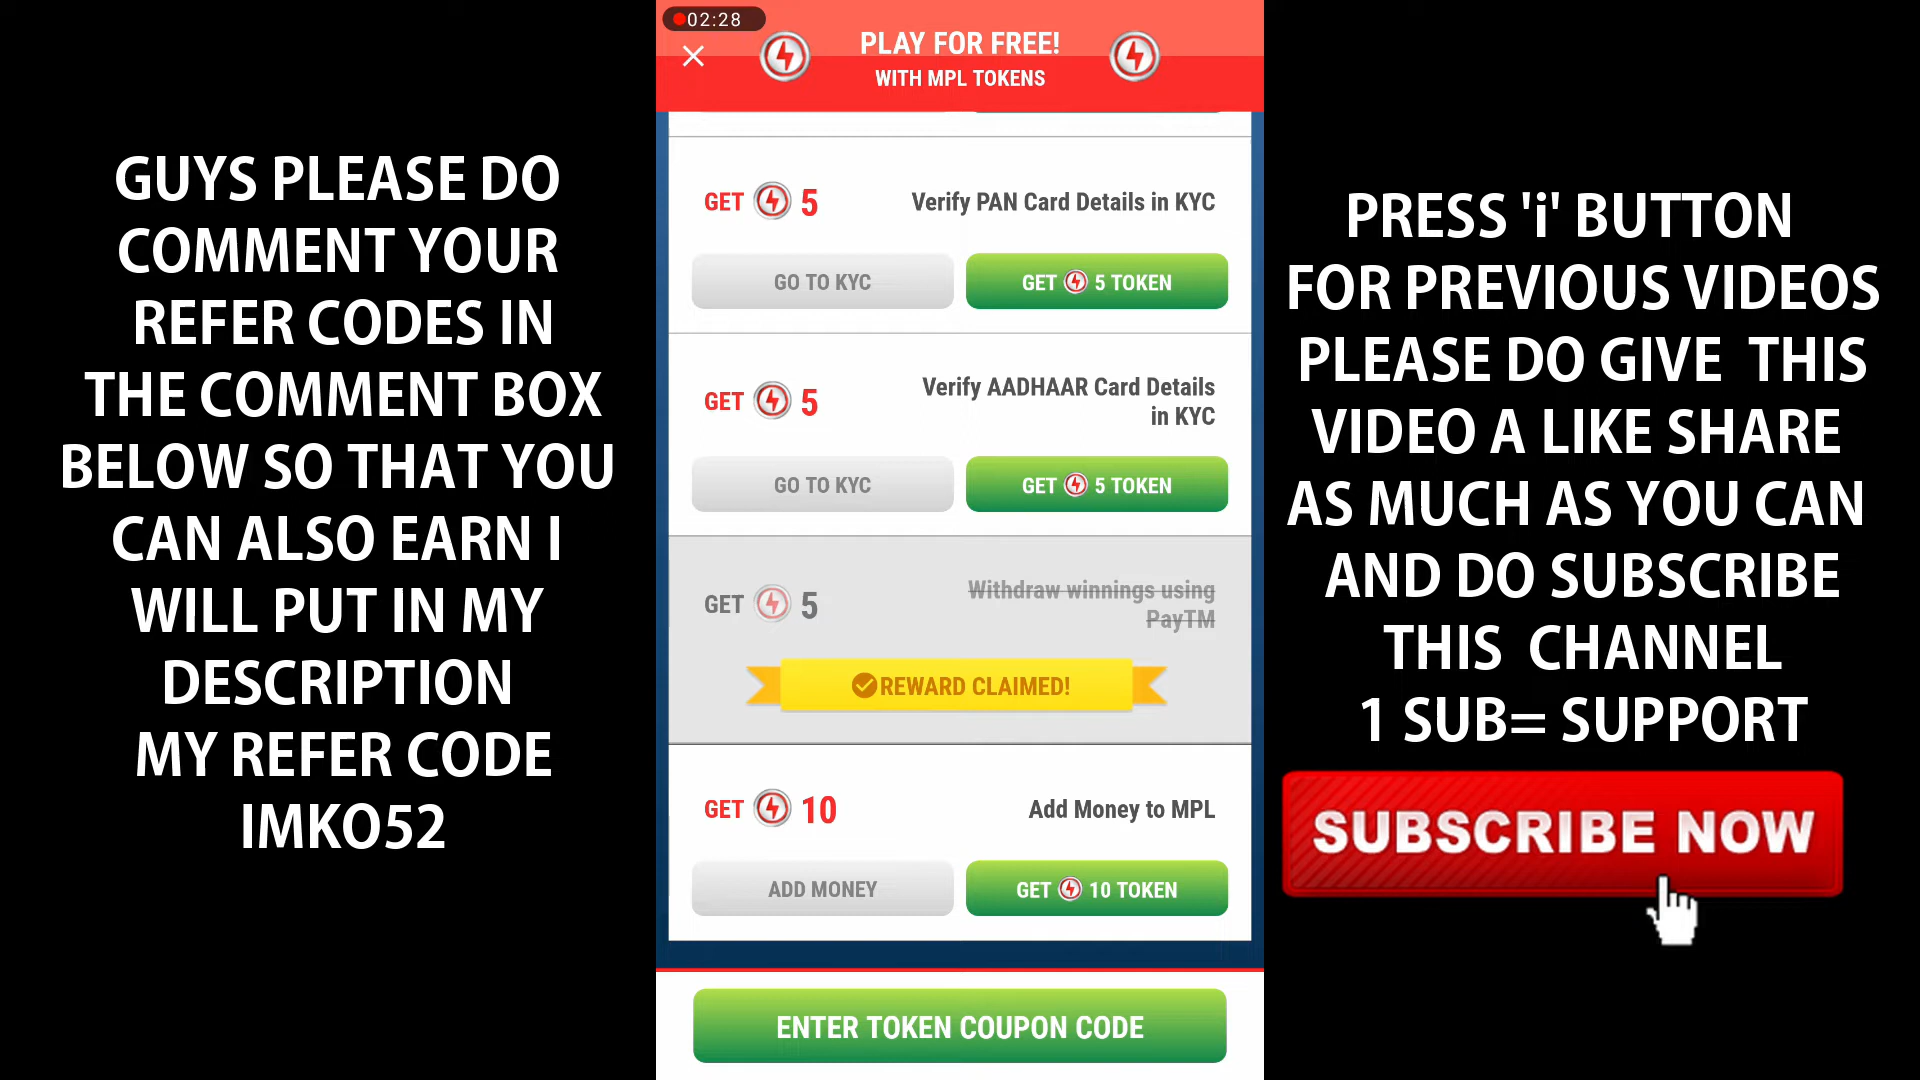 GUYS PLEASE DO
COMMENT YOUR
REFER CODES IN
THE COMMENT BOX
BELOW SO THAT YOU
CAN ALSO EARN I
WILL PUT IN MY
DESCRIPTION
MY REFER CODE
IMKO52
02:28
PLAY FOR FREE!
WITH MPL TOKENS
GET 5
Verify PAN Card Details in KYC
GO TO KYC
GET 5 TOKEN
GET 5
Verify AADHAAR Card Details
in KYC
GO TO KYC
GET 5 TOKEN
GET 5
Withdraw winnings using
PayTM
REWARD CLAIMED!
GET 10
Add Money to MPL
ADD MONEY
GET 10 TOKEN
ENTER TOKEN COUPON CODE
PRESS 'i' BUTTON
FOR PREVIOUS VIDEOS
PLEASE DO GIVE THIS
VIDEO A LIKE SHARE
AS MUCH AS YOU CAN
AND DO SUBSCRIBE
THIS CHANNEL
1 SUB= SUPPORT
SUBSCRIBE NOW